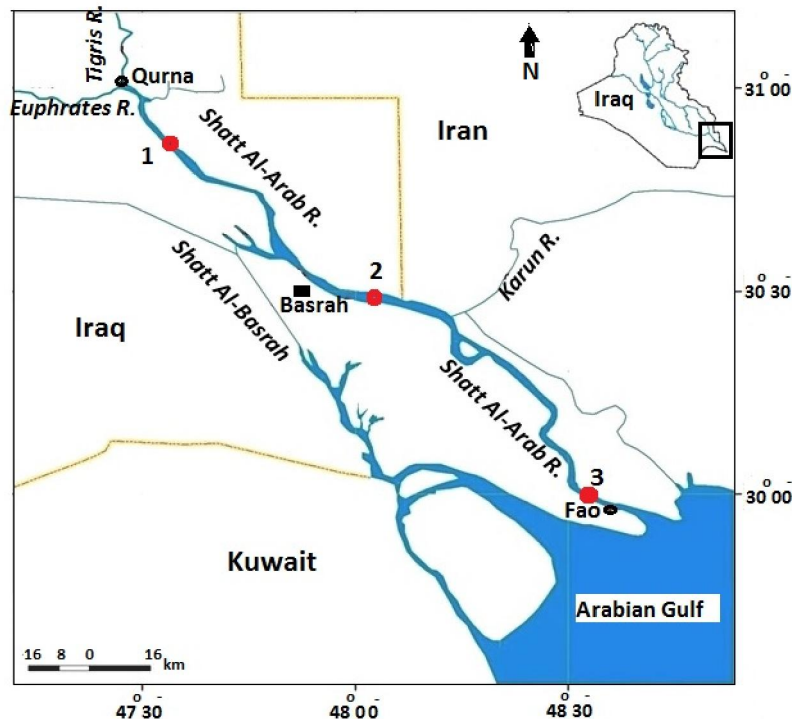 Tigris R.
Qurna
Euphrates R.
1
Shatt Al-Arab R.
Iran
N
Iraq
31 00
o - -
Karun R.
2
30 30
o - -
Basrah
Iraq
Shatt Al-Basrah
Shatt Al-Arab R.
3
30 00
o - -
Fao
Kuwait
Arabian Gulf
16 8 0 16
km
o -
47 30
o -
48 00
o -
48 30